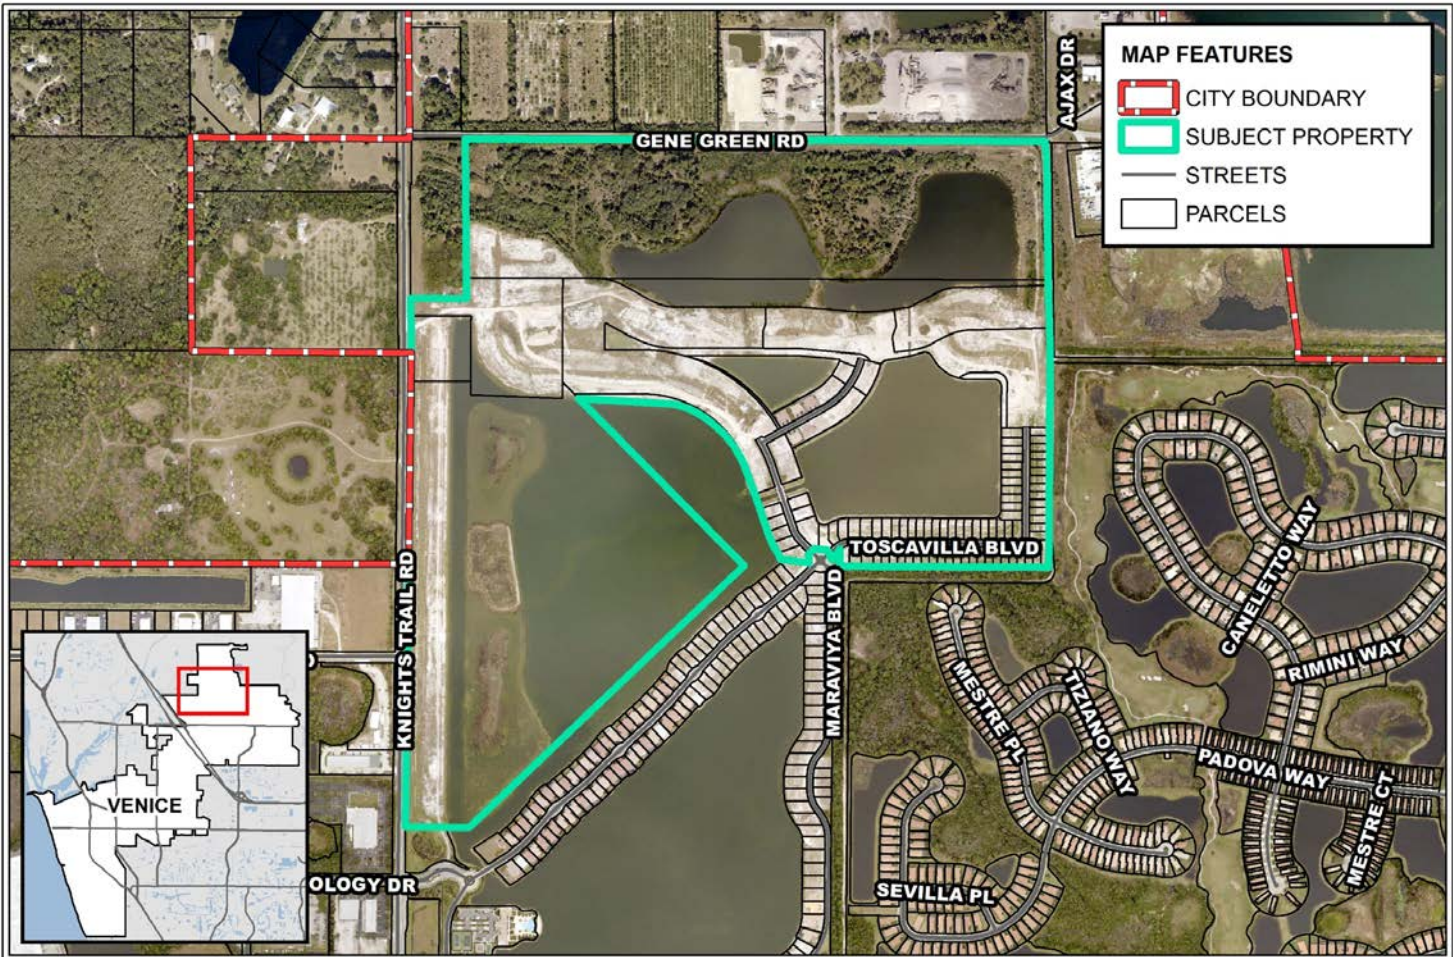 AJAX DR
MAP FEATURES
CITY BOUNDARY
SUBJECT PROPERTY
STREETS
PARCELS
GENE GREEN RD
TOSCAVILLA BLVD
KNIGHTS TRAIL RD
MARAVIYA BLVD
CANELETTO WAY
RIMINI WAY
MESTRE PL
TIZIANO WAY
PADOVA WAY
MESTRE CT
VENICE
OLOGY DR
SEVILLA PL